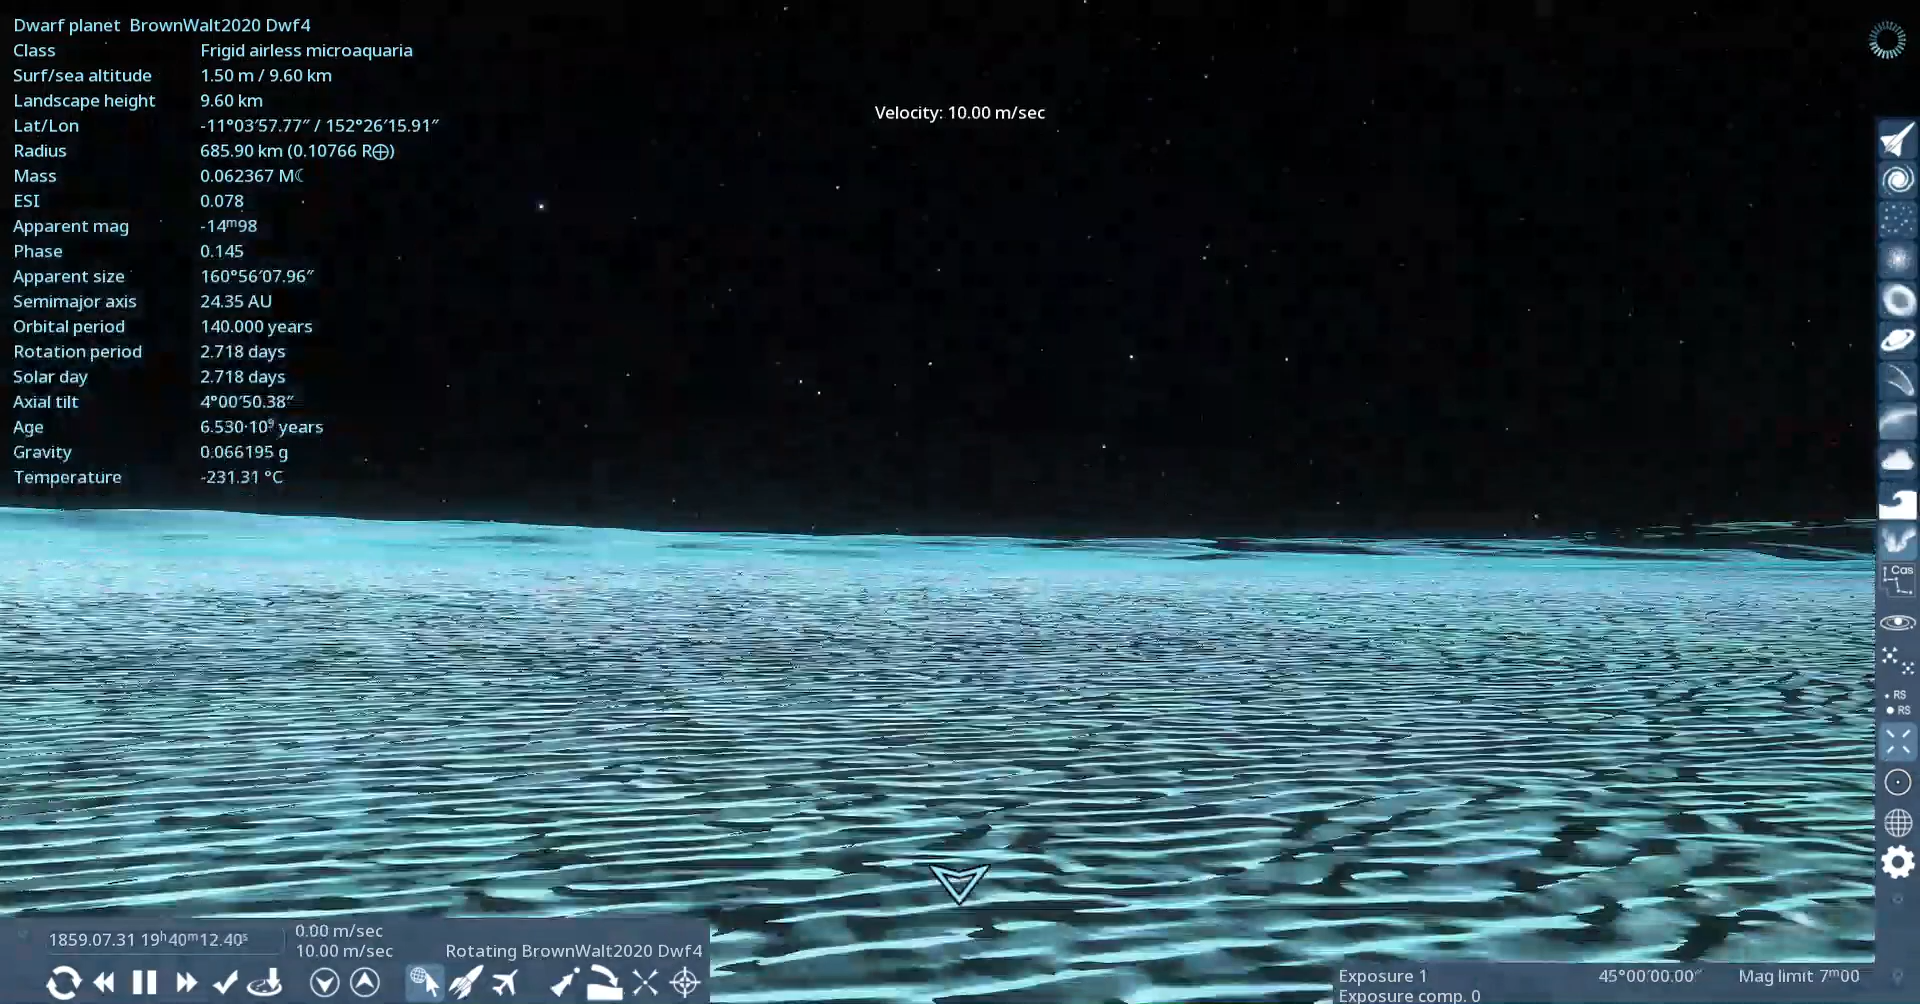 Dwarf planet BrownWalt2020 Dwf4
Class Frigid airless microaquaria
Surf/sea altitude 1.50 m / 9.60 km
Landscape height 9.60 km
Lat/Lon -11°03′57.77″ / 152°26′15.91″
Radius 685.90 km (0.10766 R⊕)
Mass 0.062367 M☾
ESI 0.078
Apparent mag -14ᵐ98
Phase 0.145
Apparent size 160°56′07.96″
Semimajor axis 24.35 AU
Orbital period 140.000 years
Rotation period 2.718 days
Solar day 2.718 days
Axial tilt 4°00′50.38″
Age 6.530·10⁹ years
Gravity 0.066195 g
Temperature -231.31 °C
Velocity: 10.00 m/sec
Cas
RS
RS
1859.07.31 19ʰ40ᵐ12.40ˢ
0.00 m/sec
10.00 m/sec
Rotating BrownWalt2020 Dwf4
Exposure 1 45°00′00.00″ Mag limit 7ᵐ00
Exposure comp. 0